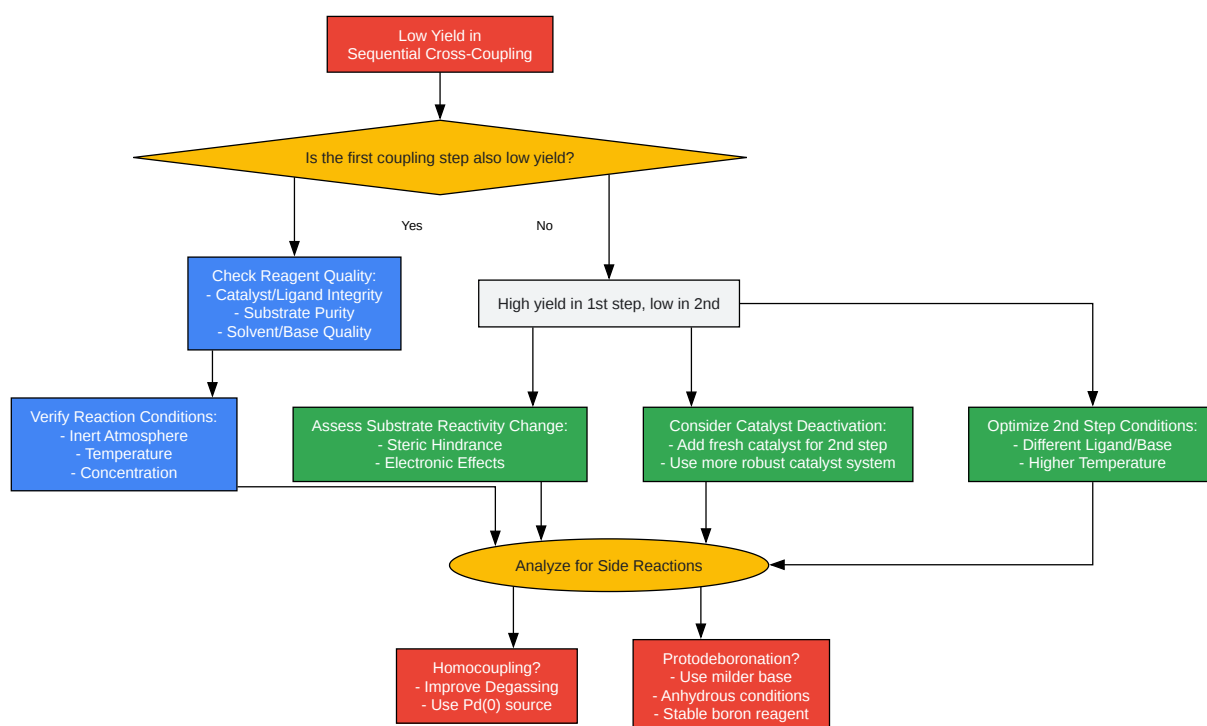 Low Yield in
Sequential Cross-Coupling
Is the first coupling step also low yield?
Yes
No
Check Reagent Quality:
- Catalyst/Ligand Integrity
- Substrate Purity
- Solvent/Base Quality
High yield in 1st step, low in 2nd
Verify Reaction Conditions:
- Inert Atmosphere
- Temperature
- Concentration
Assess Substrate Reactivity Change:
- Steric Hindrance
- Electronic Effects
Consider Catalyst Deactivation:
- Add fresh catalyst for 2nd step
- Use more robust catalyst system
Optimize 2nd Step Conditions:
- Different Ligand/Base
- Higher Temperature
Analyze for Side Reactions
Homocoupling?
- Improve Degassing
- Use Pd(0) source
Protodeboronation?
- Use milder base
- Anhydrous conditions
- Stable boron reagent